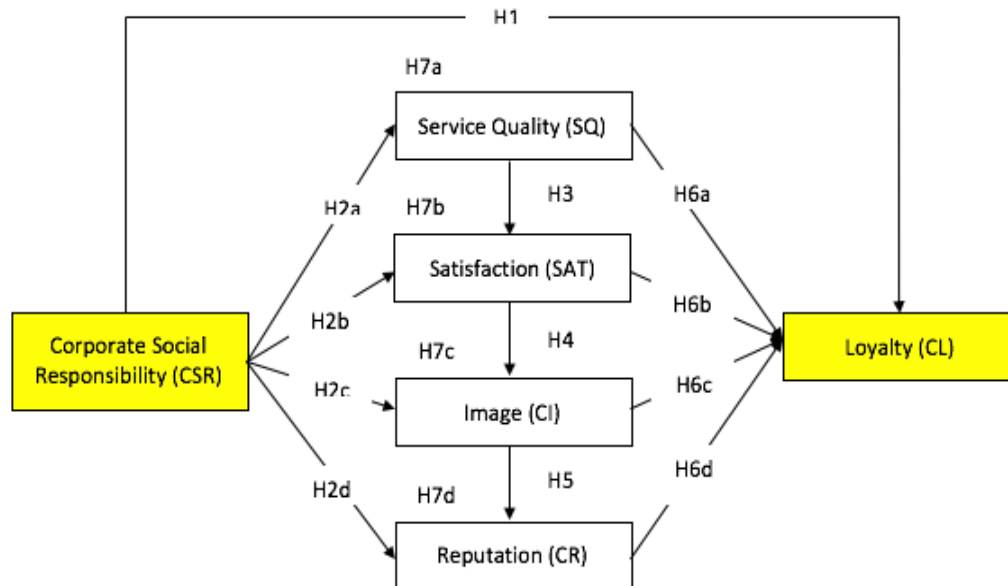 H1
H7a
Service Quality (SQ)
H3
H6a
H2a
H7b
Satisfaction (SAT)
H2b
H6b
Corporate Social
Responsibility (CSR)
H7c
H4
Loyalty (CL)
H2c
Image (CI)
H6c
H2d
H7d
H5
H6d
Reputation (CR)